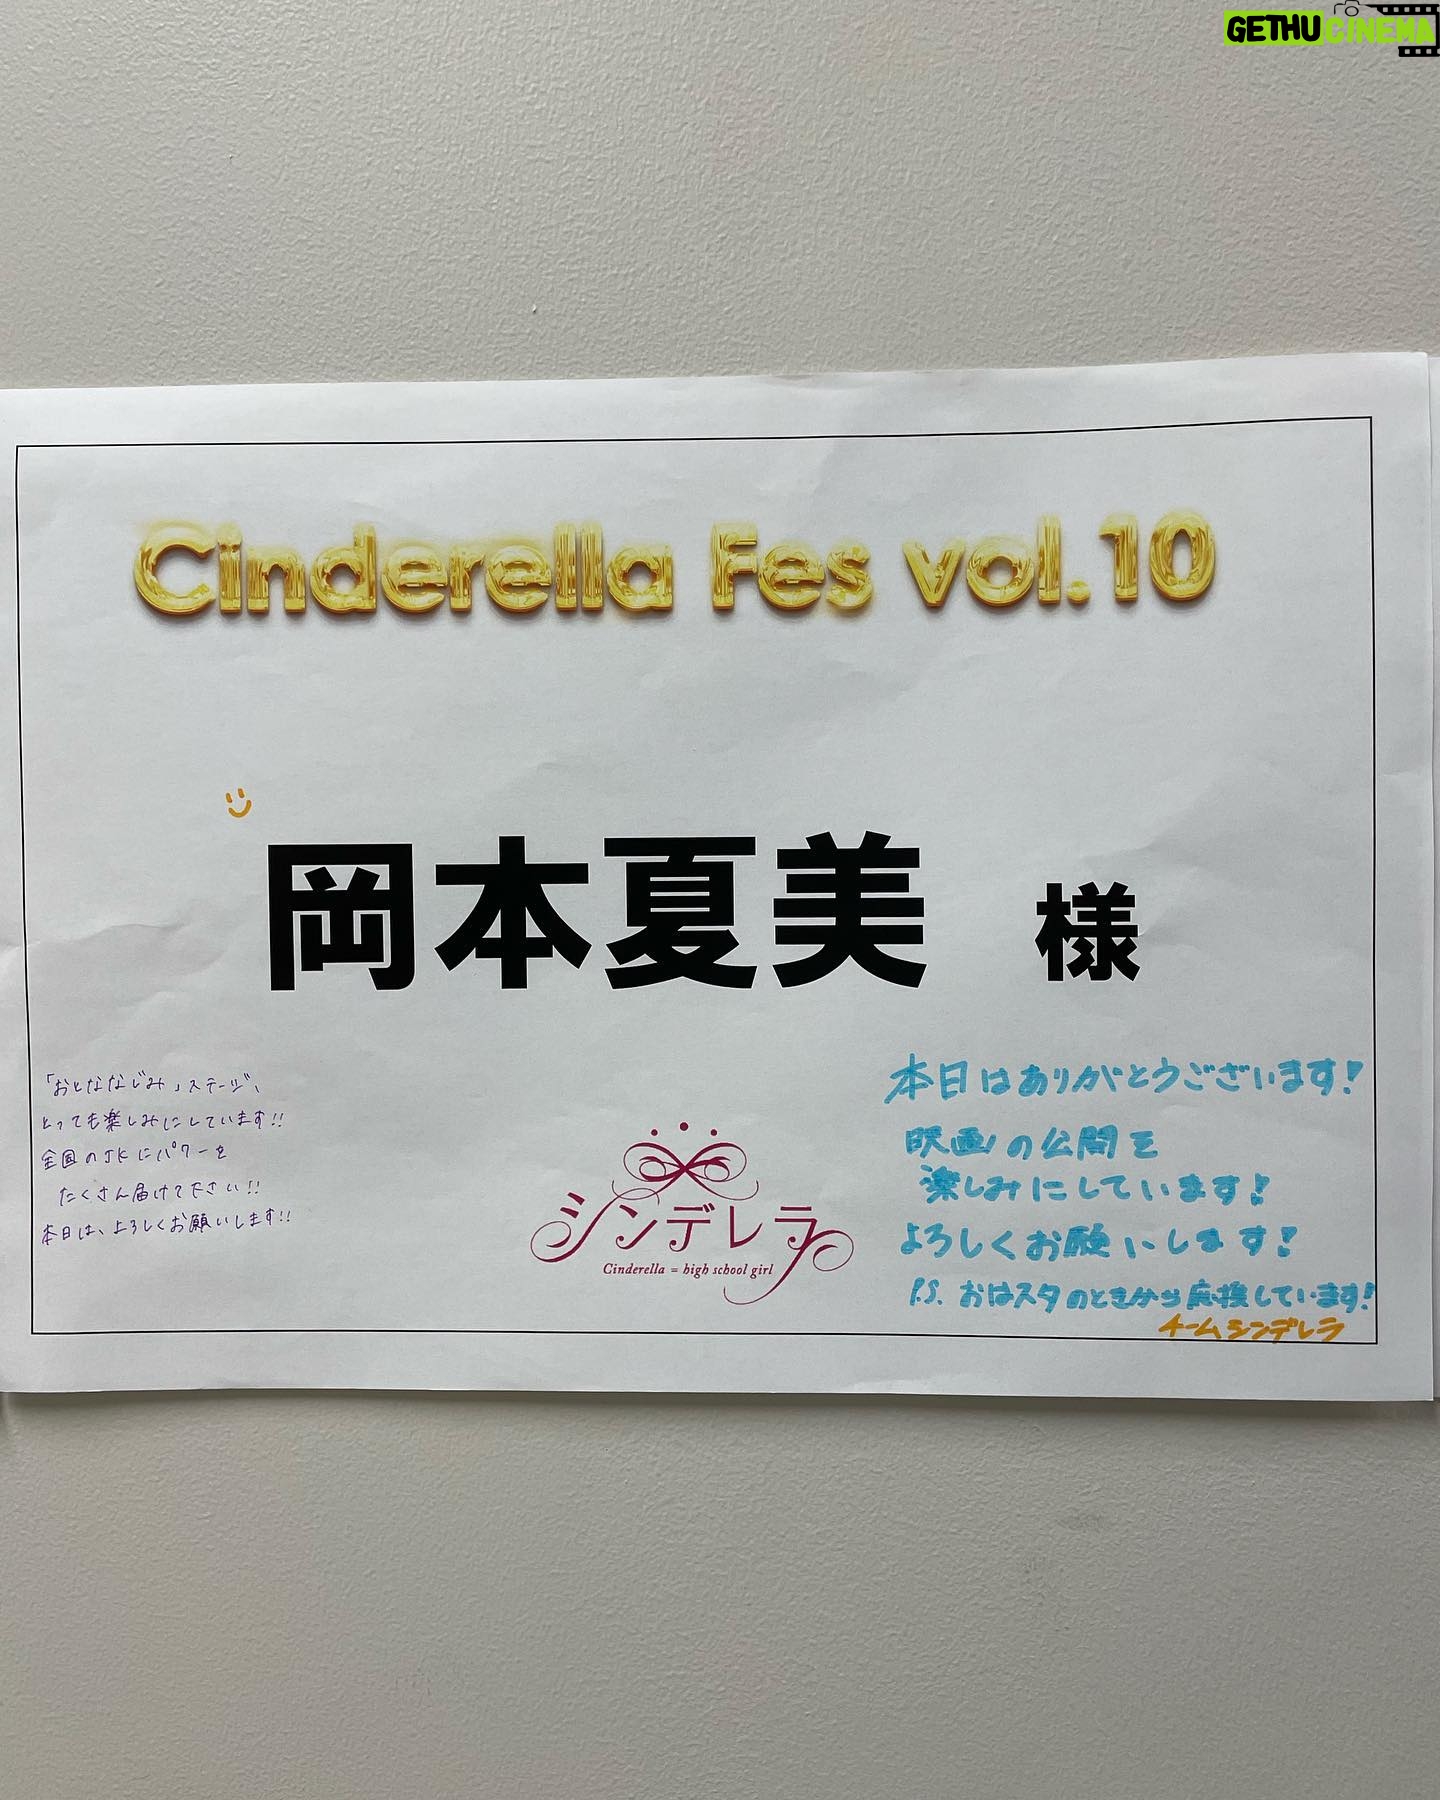 GETHU CINEMA
Cinderella Fes vol.10
岡本夏美 様
「おとななじみ」ステージ、
とっても楽しみにしています!!
全国のJKにパワーを
たくさん届けて下さい!!
本日は、よろしくお願いします!!
シンデレラ
Cinderella = high school girl
本日はありがとうございます!
映画の公開を
楽しみにしています!
よろしくお願いします!
P.S. おはスタのときから応援しています!
チームシンデレラ